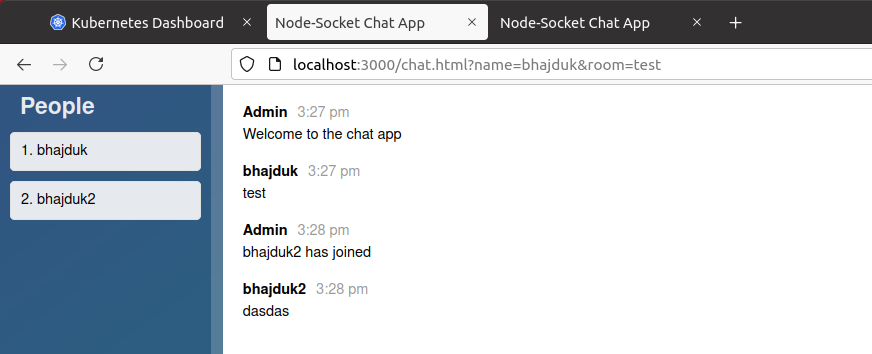 Kubernetes Dashboard
Node-Socket Chat App
Node-Socket Chat App
localhost:3000/chat.html?name=bhajduk&room=test
People
1. bhajduk
2. bhajduk2
Admin 3:27 pm
Welcome to the chat app
bhajduk 3:27 pm
test
Admin 3:28 pm
bhajduk2 has joined
bhajduk2 3:28 pm
dasdas